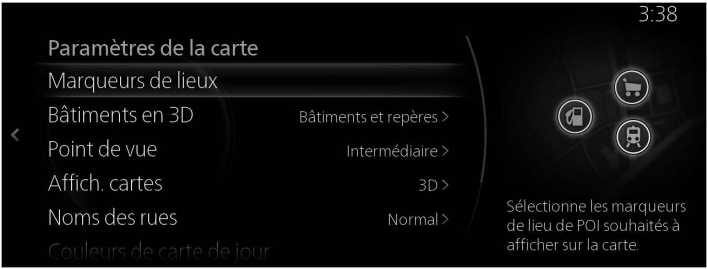 3:38
Paramètres de la carte
Marqueurs de lieux
Bâtiments en 3D Bâtiments et repères >
Point de vue Intermédiaire >
Affich. cartes 3D >
Noms des rues Normal >
Couleurs de carte de jour
Sélectionne les marqueurs
de lieu de POI souhaités à
afficher sur la carte.